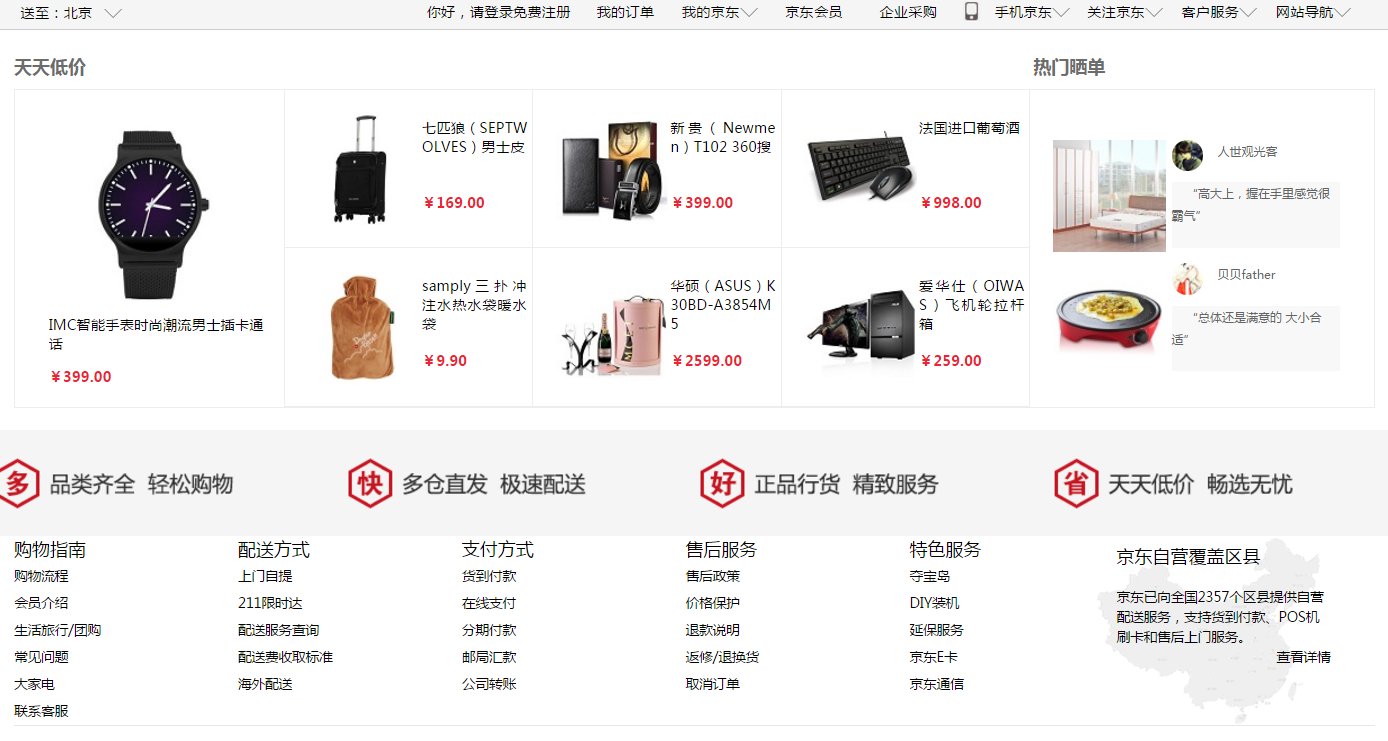 送至：北京
你好，请登录免费注册 我的订单 我的京东 京东会员 企业采购 手机京东 关注京东 客户服务 网站导航
天天低价
热门晒单
IMC智能手表时尚潮流男士插卡通
话
￥399.00
七匹狼（SEPTW
OLVES）男士皮
￥169.00
新贵（Newme
n）T102 360搜
￥399.00
法国进口葡萄酒
￥998.00
samply三扑冲
注水热水袋暖水
袋
￥9.90
华硕（ASUS）K
30BD-A3854M
5
￥2599.00
爱华仕（OIWA
S）飞机轮拉杆
箱
￥259.00
人世观光客
“高大上，握在手里感觉很
霸气”
贝贝father
“总体还是满意的 大小合
适”
多 品类齐全 轻松购物
快 多仓直发 极速配送
好 正品行货 精致服务
省 天天低价 畅选无忧
购物指南
购物流程
会员介绍
生活旅行/团购
常见问题
大家电
联系客服
配送方式
上门自提
211限时达
配送服务查询
配送费收取标准
海外配送
支付方式
货到付款
在线支付
分期付款
邮局汇款
公司转账
售后服务
售后政策
价格保护
退款说明
返修/退换货
取消订单
特色服务
夺宝岛
DIY装机
延保服务
京东E卡
京东通信
京东自营覆盖区县
京东已向全国2357个区县提供自营
配送服务，支持货到付款、POS机
刷卡和售后上门服务。
查看详情